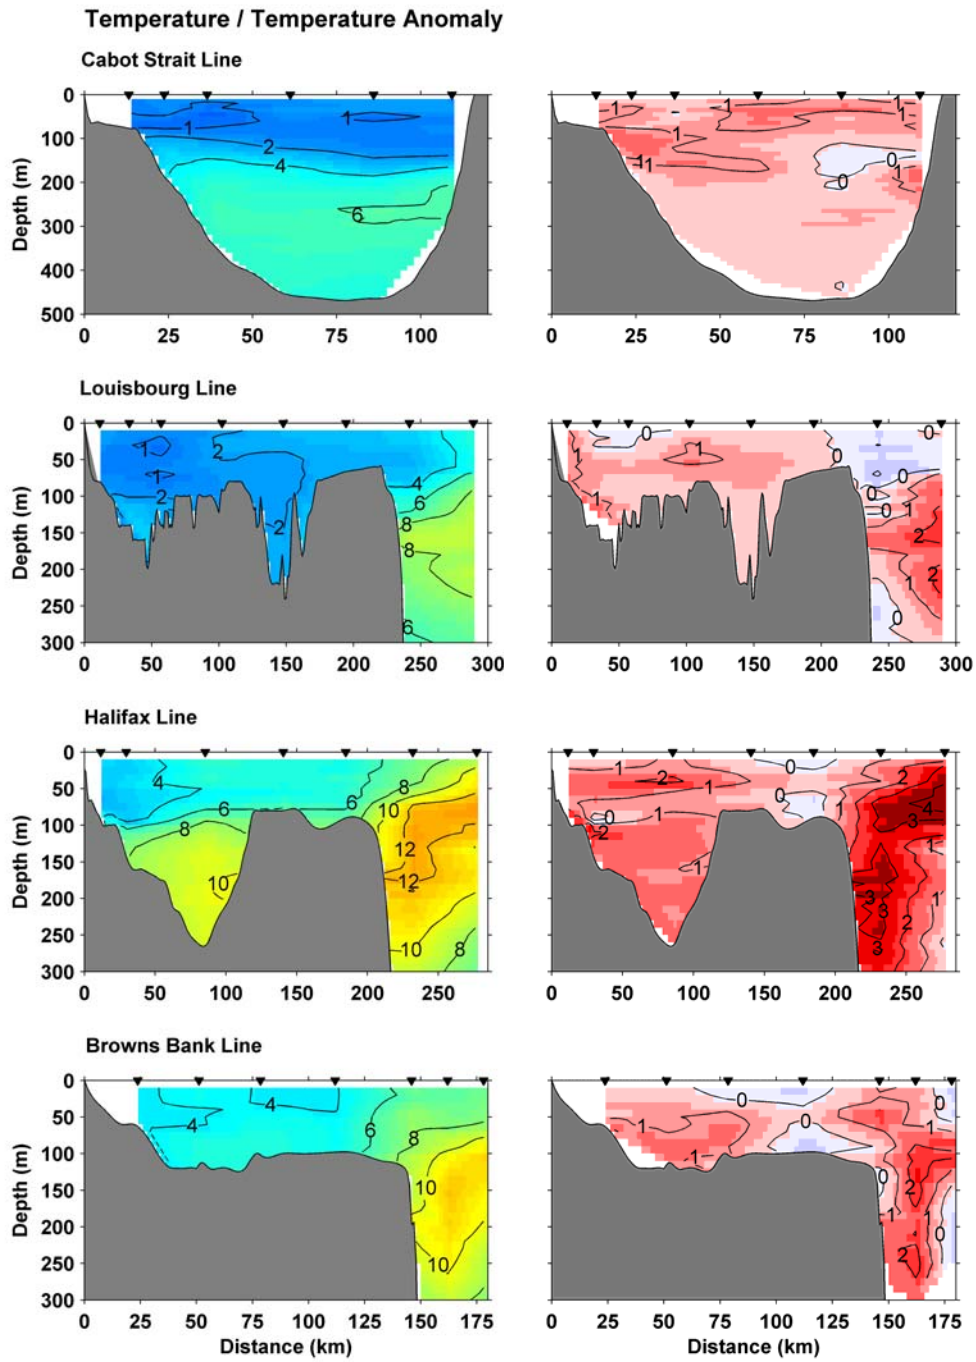 Temperature / Temperature Anomaly
Cabot Strait Line
Depth (m)
0
100
200
300
400
500
0 25 50 75 100
1 1 2 4 6
0 25 50 75 100
1 1 1 1 1 11 0 0 1
Louisbourg Line
Depth (m)
0
50
100
150
200
250
300
0 50 100 150 200 250 300
1 2 1 2 2 4 6 8 8 6
0 50 100 150 200 250 300
1 0 1 1 0 0 0 0 0 1 2 0 1 2 0
Halifax Line
Depth (m)
0
50
100
150
200
250
300
0 50 100 150 200 250
4 6 8 10 10 8 12 12 10 8
0 50 100 150 200 250
1 2 1 0 0 1 0 2 1 2 4 3 1 1 3 3 2 3
Browns Bank Line
Depth (m)
0
50
100
150
200
250
300
0 25 50 75 100 125 150 175
4 4 6 8 10 10
Distance (km)
0 25 50 75 100 125 150 175
0 0 1 1 1 0 0 2 1 1 0 2
Distance (km)